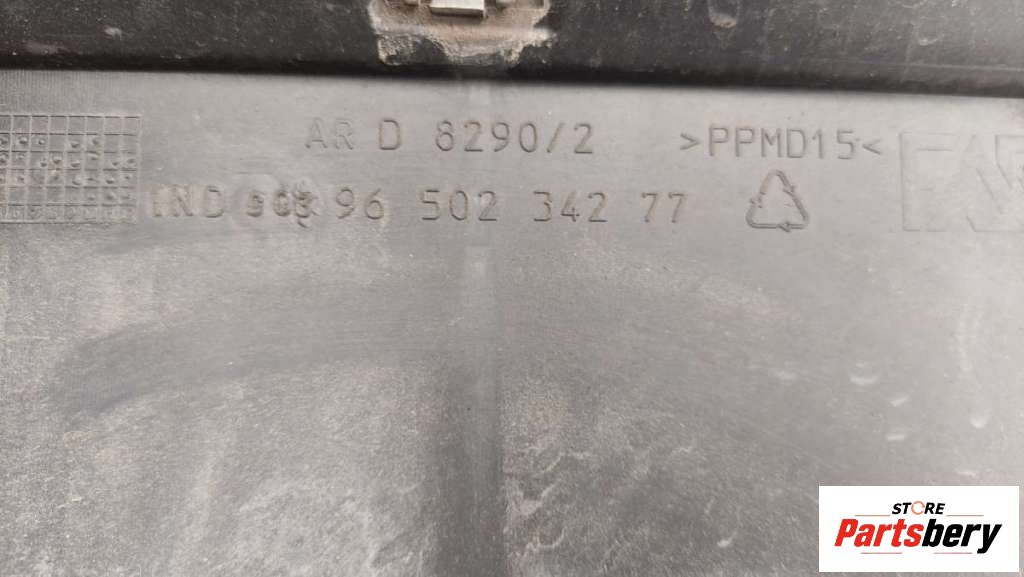 AR D 8290/2 >PPMD15<
IND 96 502 342 77
STORE
Partsbery